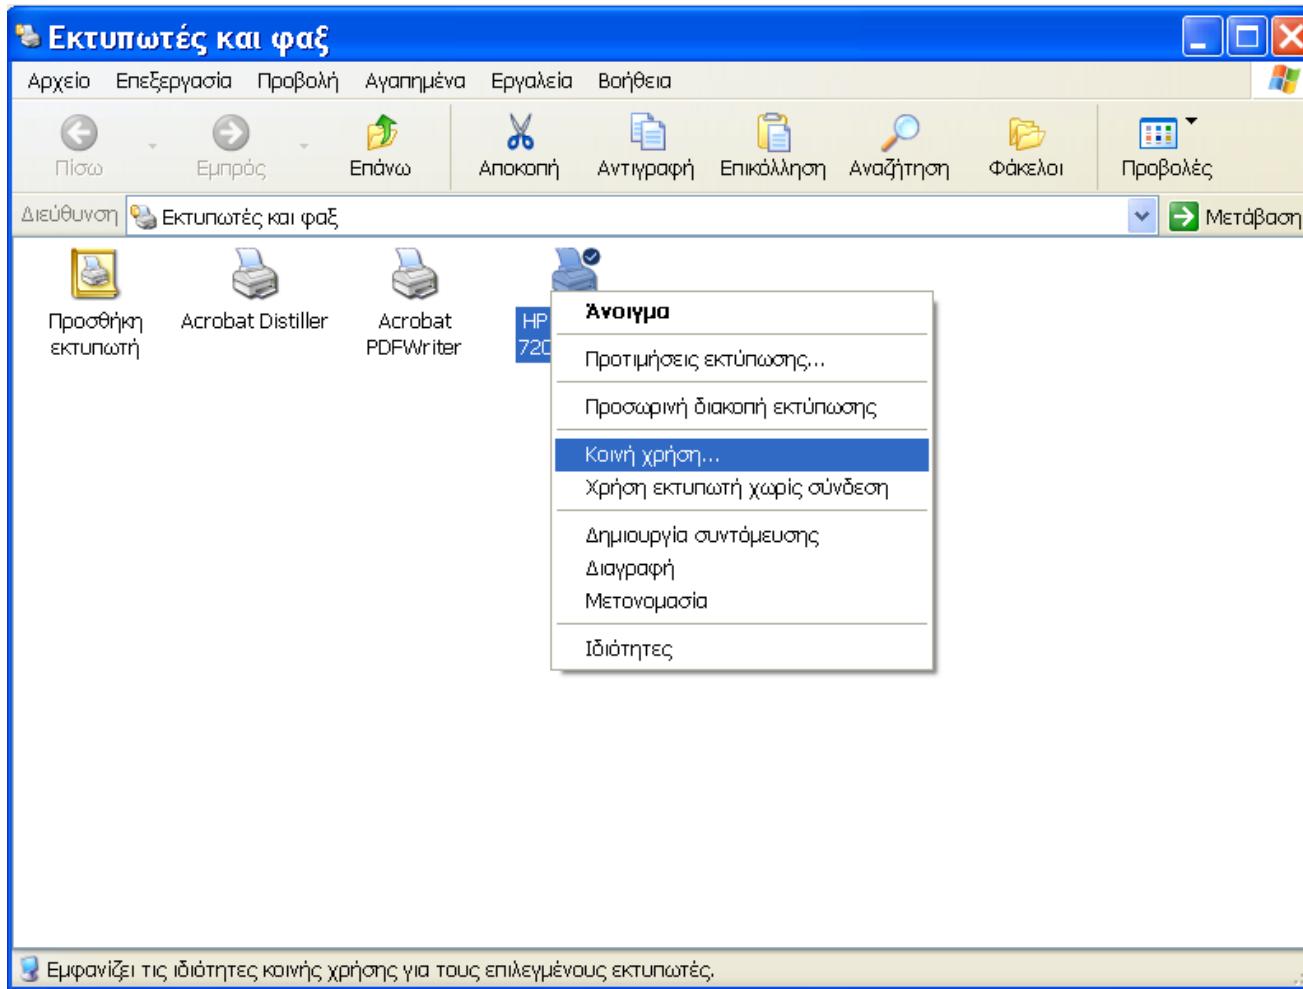 Εκτυπωτές και φαξ
Αρχείο Επεξεργασία Προβολή Αγαπημένα Εργαλεία Βοήθεια
Πίσω Εμπρός Επάνω Αποκοπή Αντιγραφή Επικόλληση Αναζήτηση Φάκελοι Προβολές
Διεύθυνση Εκτυπωτές και φαξ Μετάβαση
Προσθήκη εκτυπωτή
Acrobat Distiller
Acrobat PDFWriter
HP
Άνοιγμα
Προτιμήσεις εκτύπωσης...
Προσωρινή διακοπή εκτύπωσης
Κοινή χρήση...
Χρήση εκτυπωτή χωρίς σύνδεση
Δημιουργία συντόμευσης
Διαγραφή
Μετονομασία
Ιδιότητες
Εμφανίζει τις ιδιότητες κοινής χρήσης για τους επιλεγμένους εκτυπωτές.